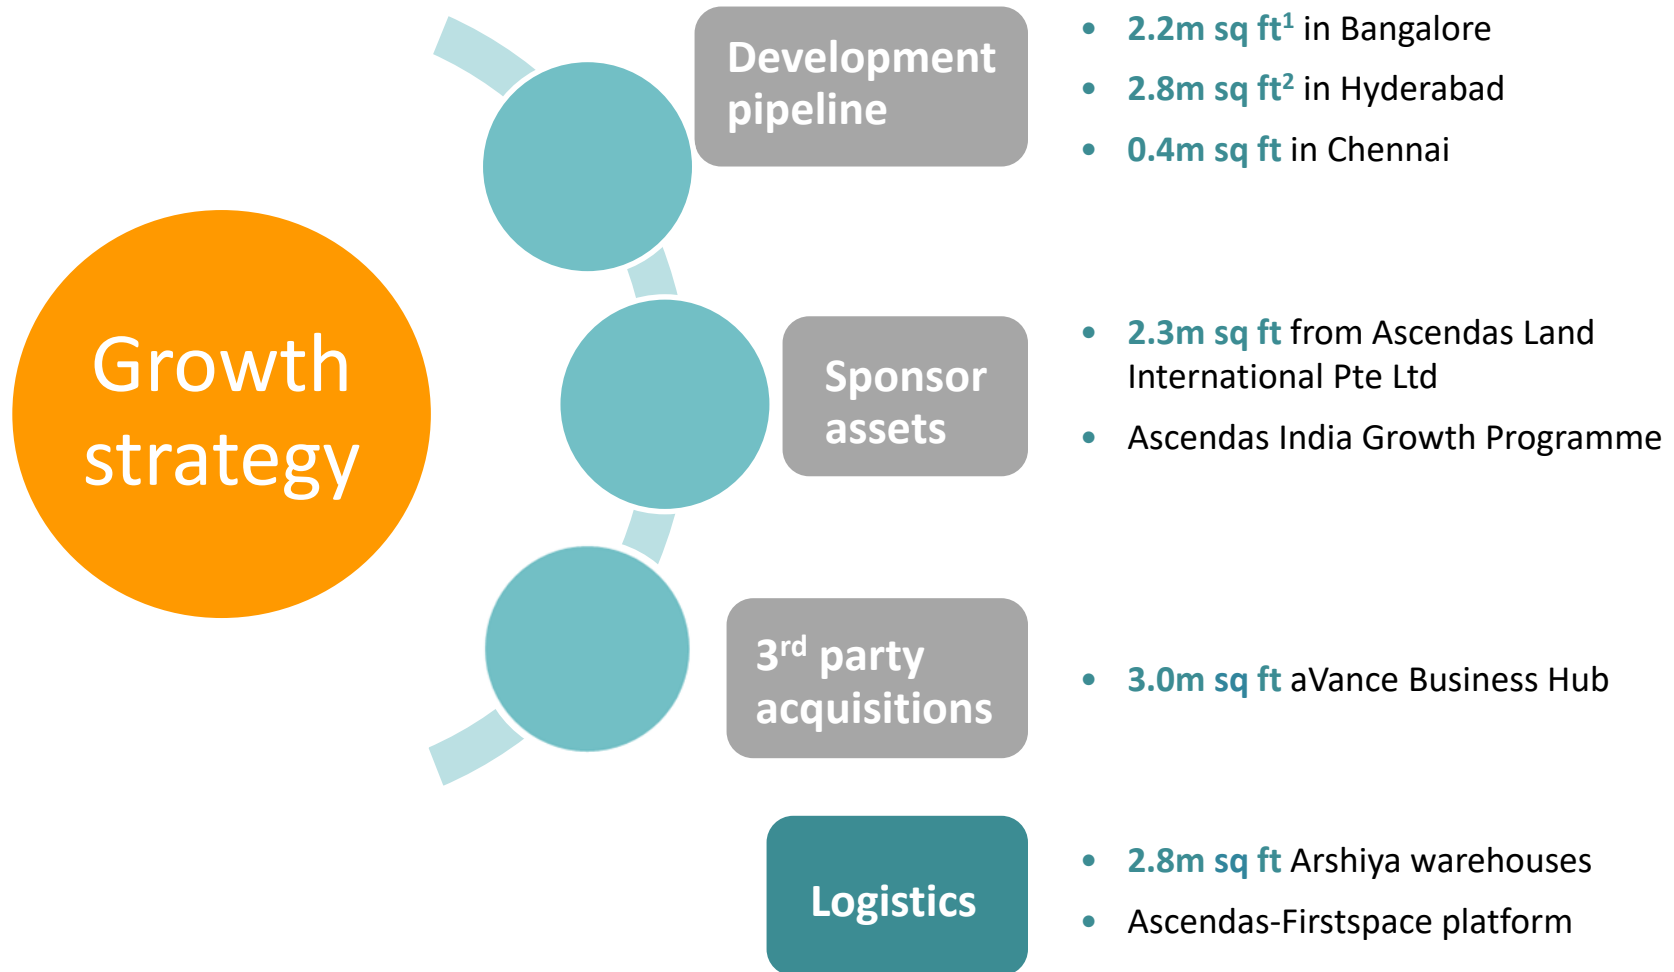 Growth
strategy
Development
pipeline
• 2.2m sq ft¹ in Bangalore
• 2.8m sq ft² in Hyderabad
• 0.4m sq ft in Chennai
Sponsor
assets
• 2.3m sq ft from Ascendas Land
International Pte Ltd
• Ascendas India Growth Programme
3rd party
acquisitions
• 3.0m sq ft aVance Business Hub
Logistics
• 2.8m sq ft Arshiya warehouses
• Ascendas-Firstspace platform